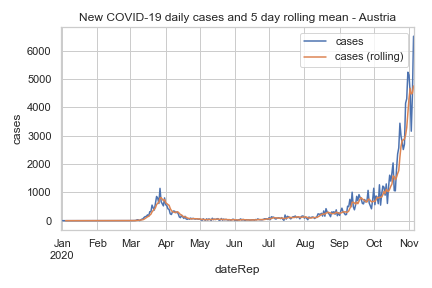 New COVID-19 daily cases and 5 day rolling mean - Austria
cases
cases (rolling)
6000
5000
4000
3000
2000
1000
0
cases
Jan Feb Mar Apr May Jun Jul Aug Sep Oct Nov
2020
dateRep